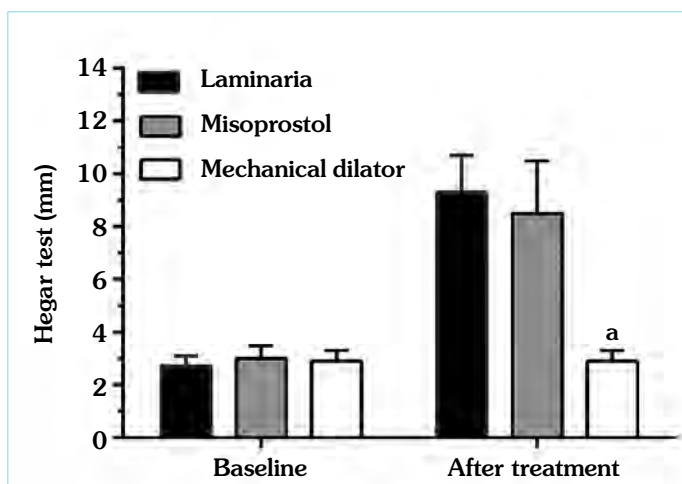 14
12
10
8
6
4
2
0
Hegar test (mm)
Laminaria
Misoprostol
Mechanical dilator
a
Baseline
After treatment